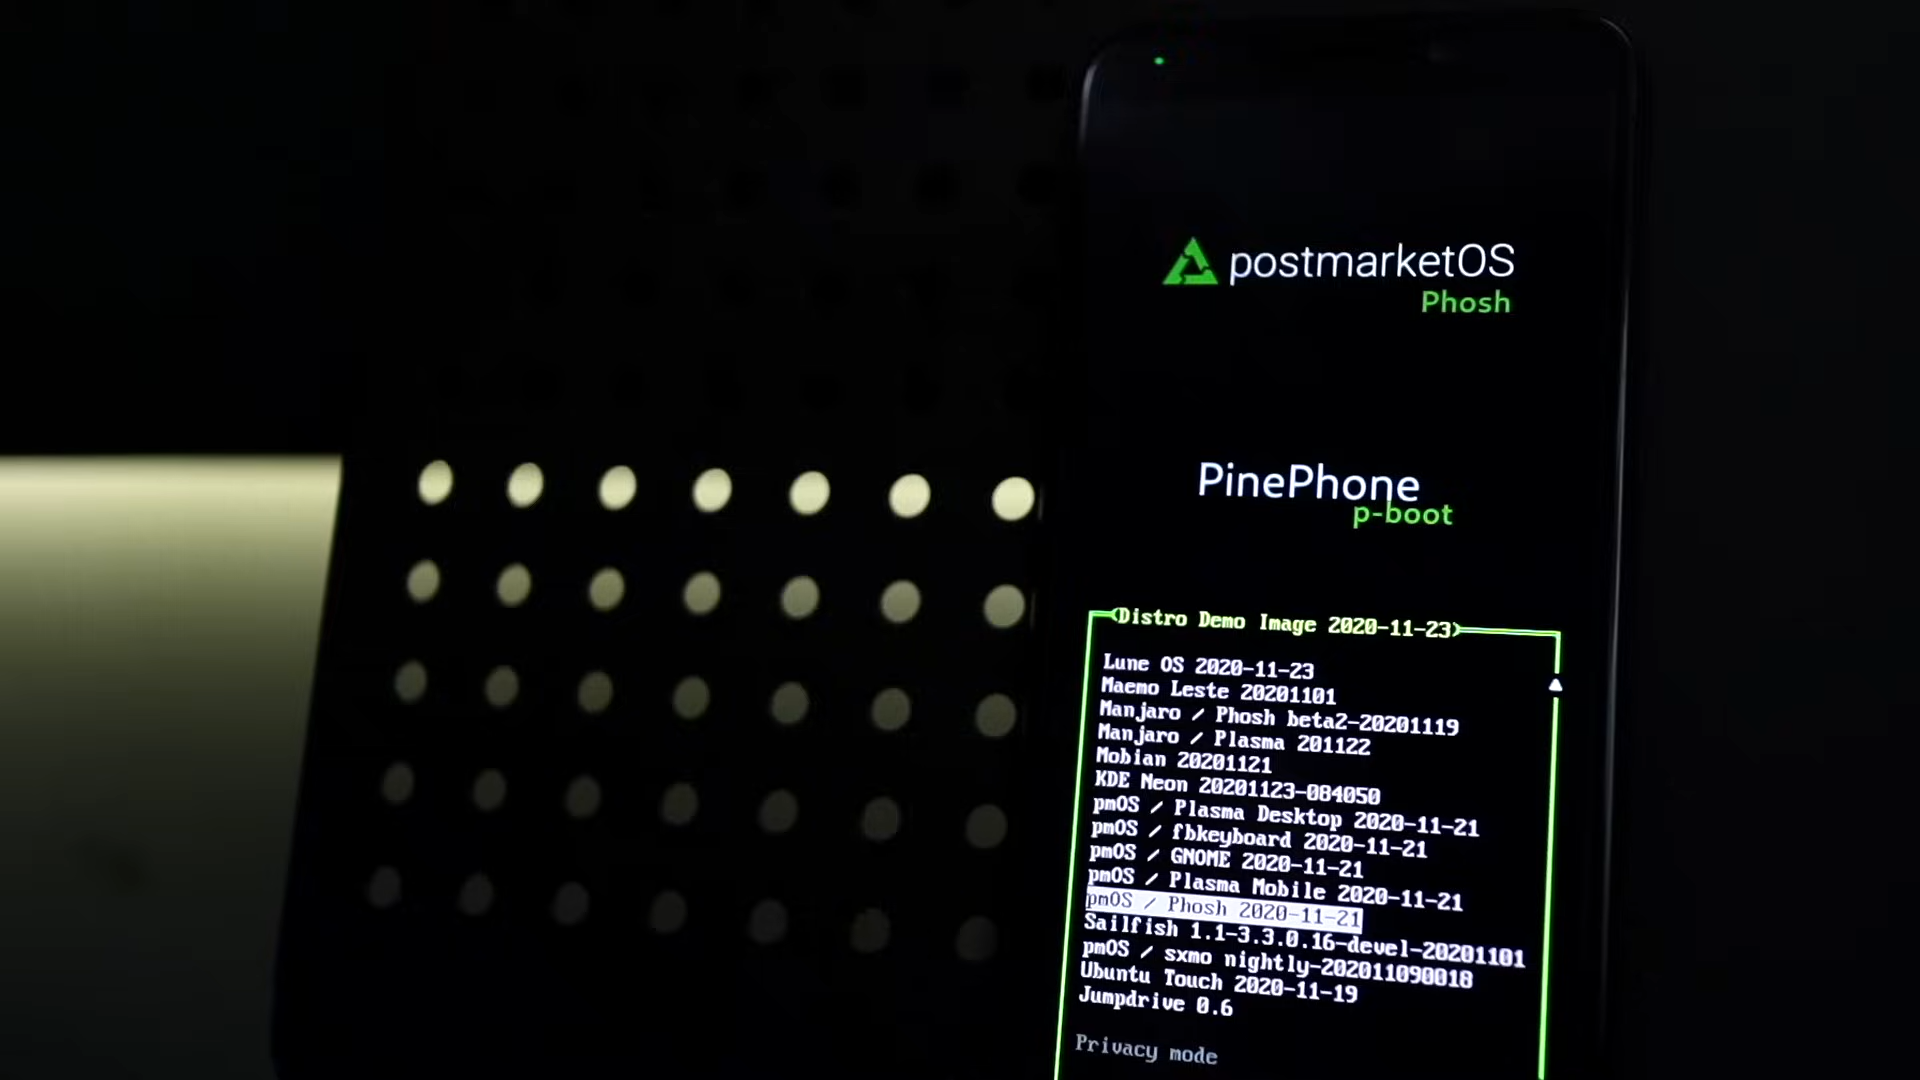 postmarketOS
Phosh
PinePhone
p-boot
Distro Demo Image 2020-11-23
Lune OS 2020-11-23
Maemo Leste 20201101
Manjaro / Phosh beta2-20201119
Manjaro / Plasma 201122
Mobian 20201121
KDE Neon 20201123-084050
pmOS / Plasma Desktop 2020-11-21
pmOS / fbkeyboard 2020-11-21
pmOS / GNOME 2020-11-21
pmOS / Plasma Mobile 2020-11-21
pmOS / Phosh 2020-11-21
Sailfish 1.1-3.3.0.16-devel-20201101
pmOS / sxmo nightly-202011090018
Ubuntu Touch 2020-11-19
Jumpdrive 0.6
Privacy mode